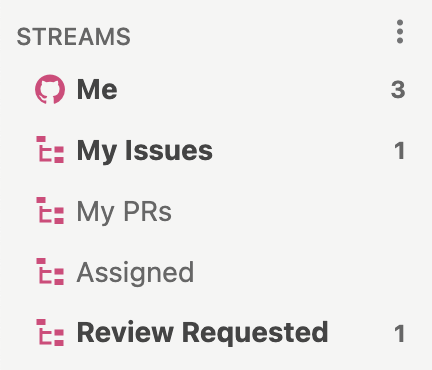 STREAMS
Me 3
My Issues 1
My PRs
Assigned
Review Requested 1